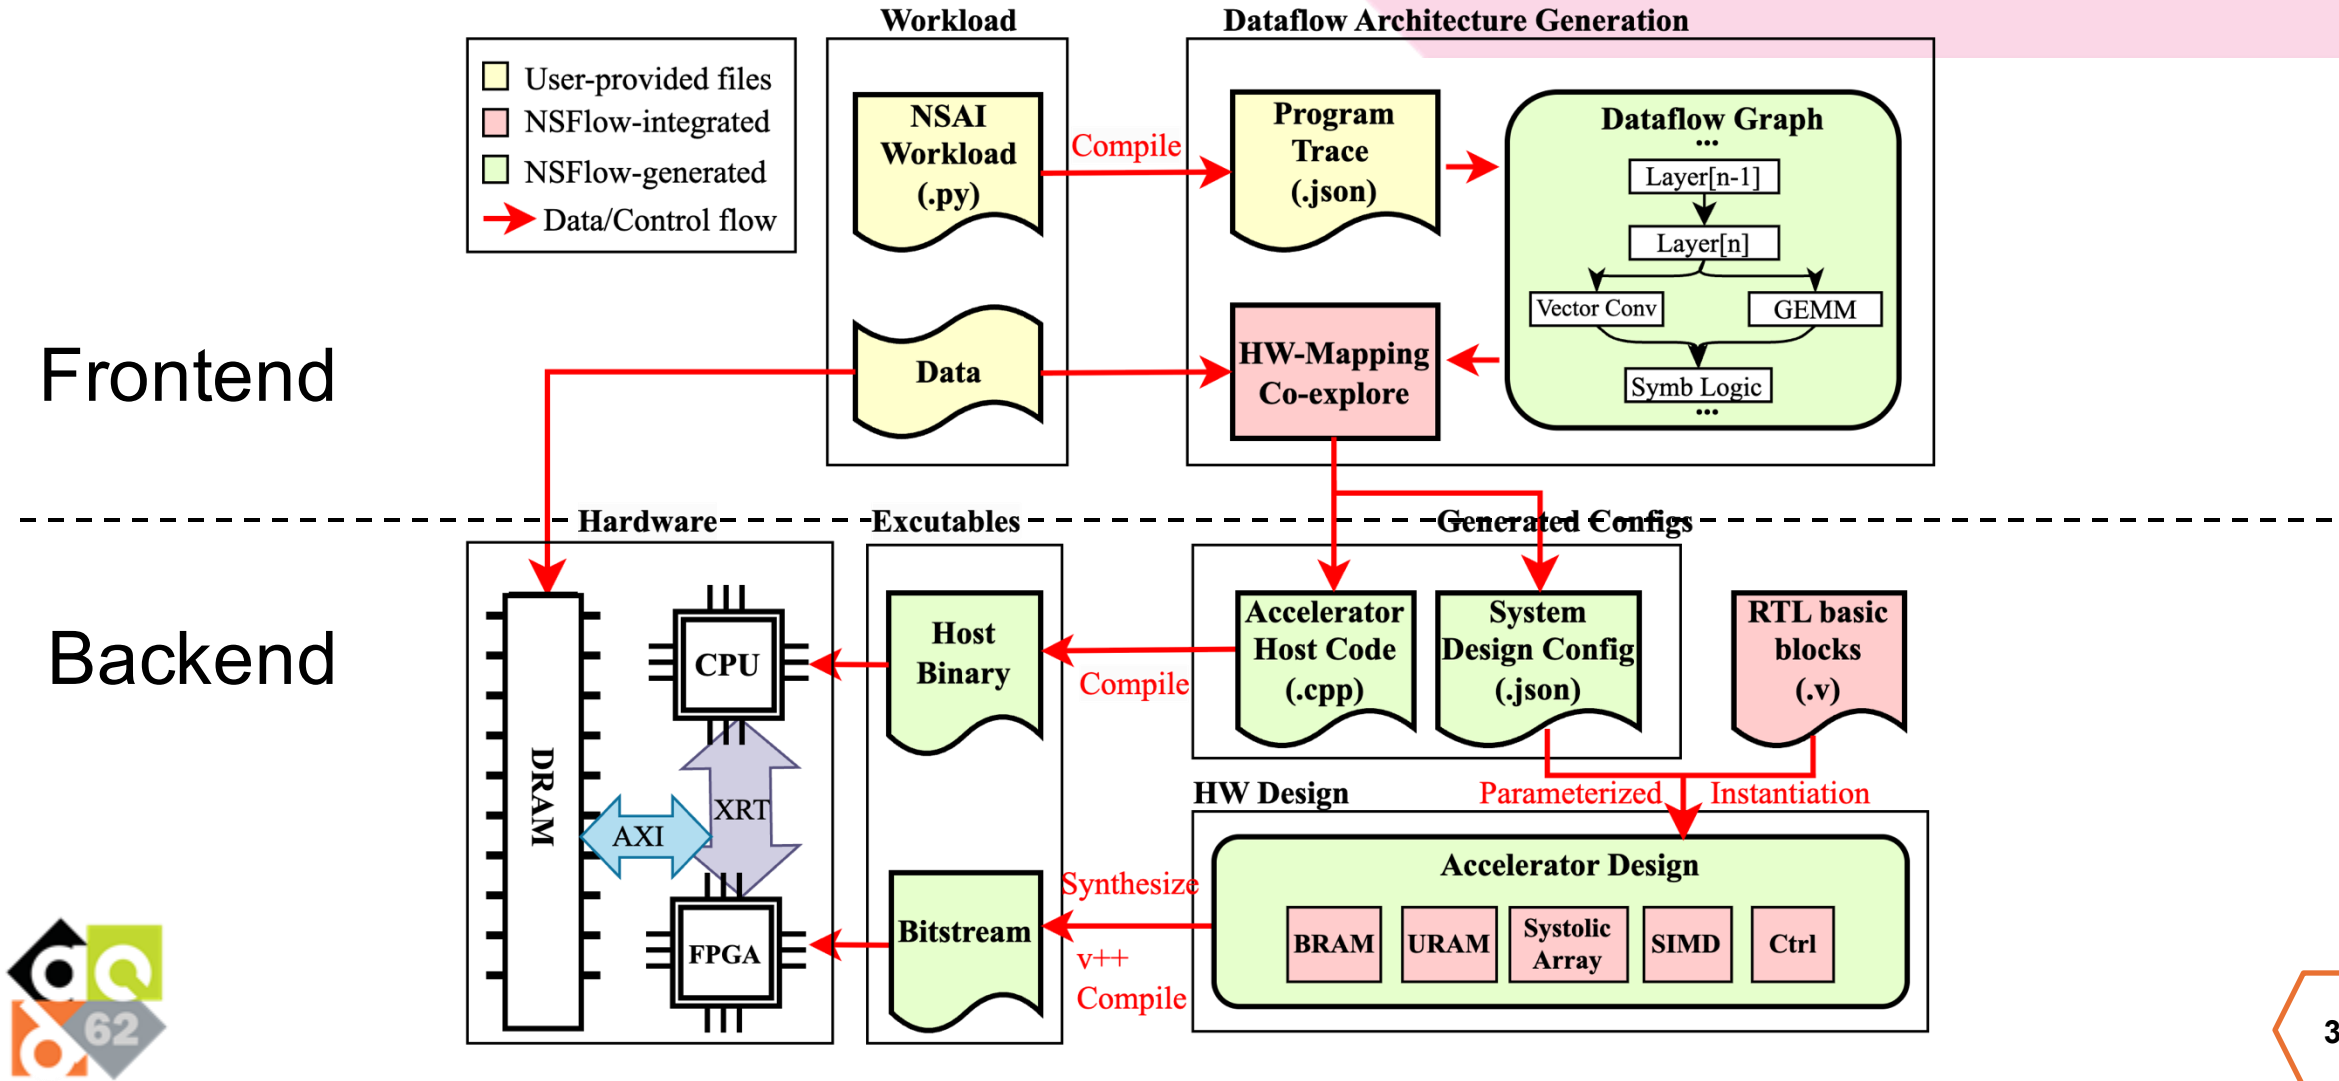 Workload
Dataflow Architecture Generation
User-provided files
NSFlow-integrated
NSFlow-generated
Data/Control flow
NSAI
Workload
(.py)
Compile
Program
Trace
(.json)
Dataflow Graph
...
Layer[n-1]
Layer[n]
Vector Conv
GEMM
Symb Logic
...
Data
HW-Mapping
Co-explore
Frontend
Hardware
Excutables
Generated Configs
Backend
DRAM
CPU
XRT
AXI
FPGA
Host
Binary
Compile
Accelerator
Host Code
(.cpp)
System
Design Config
(.json)
RTL basic
blocks
(.v)
HW Design
Parameterized
Instantiation
Bitstream
Synthesize
v++
Compile
Accelerator Design
BRAM
URAM
Systolic
Array
SIMD
Ctrl
62
3